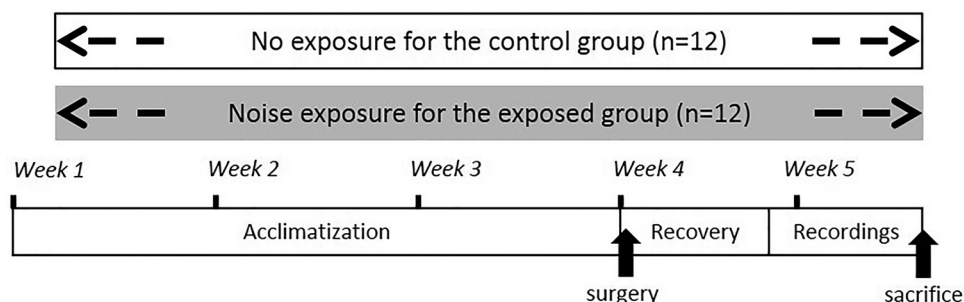 No exposure for the control group (n=12)
Noise exposure for the exposed group (n=12)
Week 1 Week 2 Week 3 Week 4 Week 5
Acclimatization Recovery Recordings
surgery sacrifice